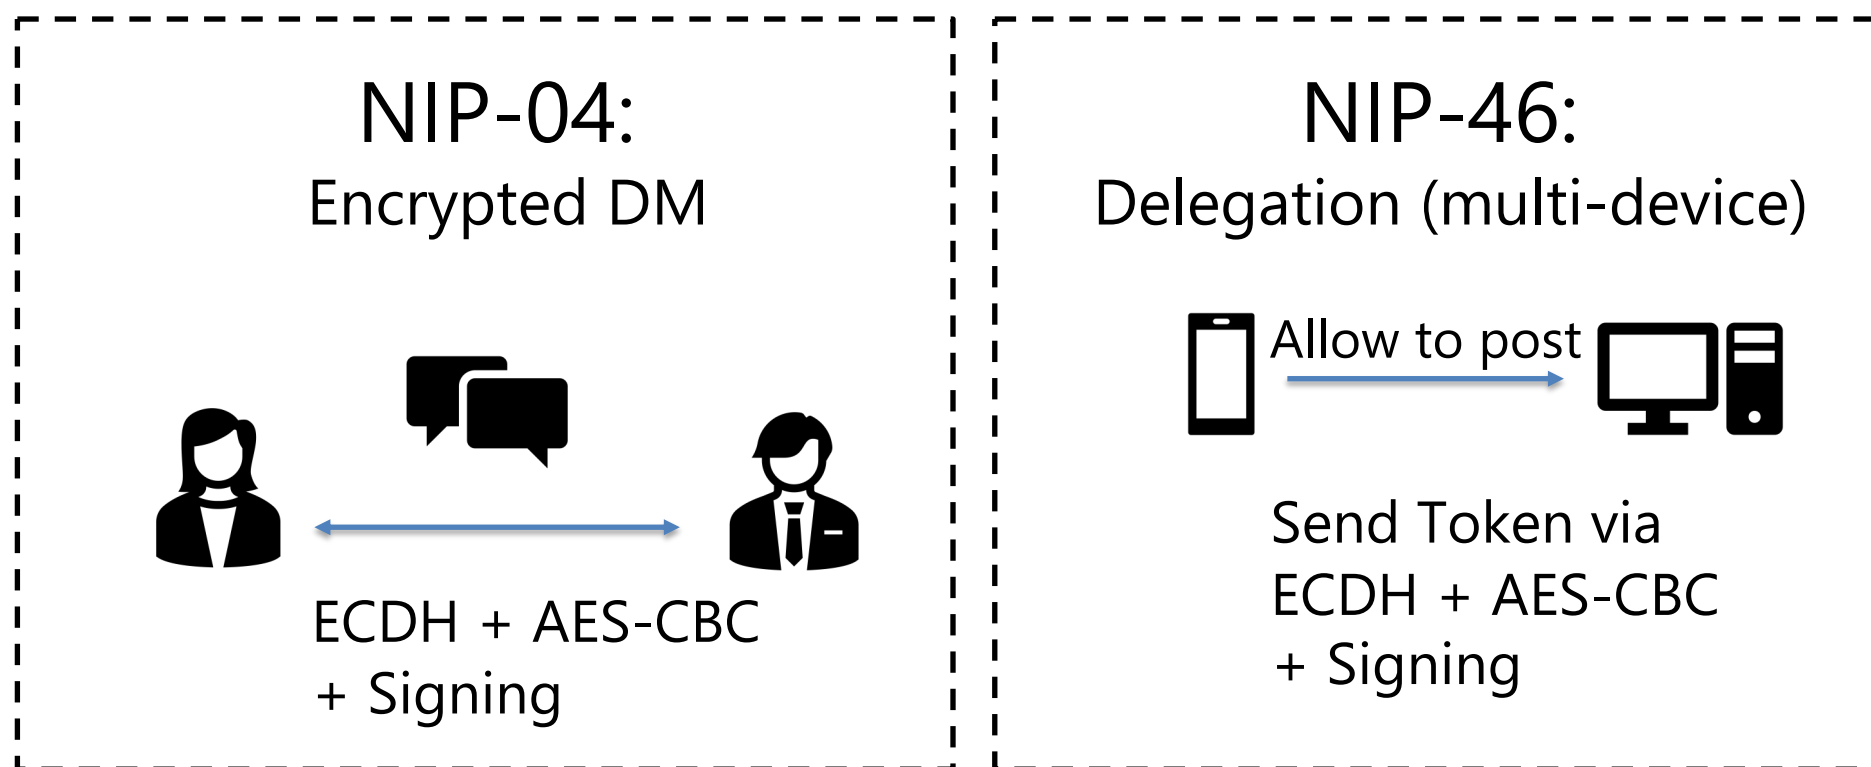 NIP-04:
Encrypted DM
ECDH + AES-CBC
+ Signing
NIP-46:
Delegation (multi-device)
Allow to post
Send Token via
ECDH + AES-CBC
+ Signing